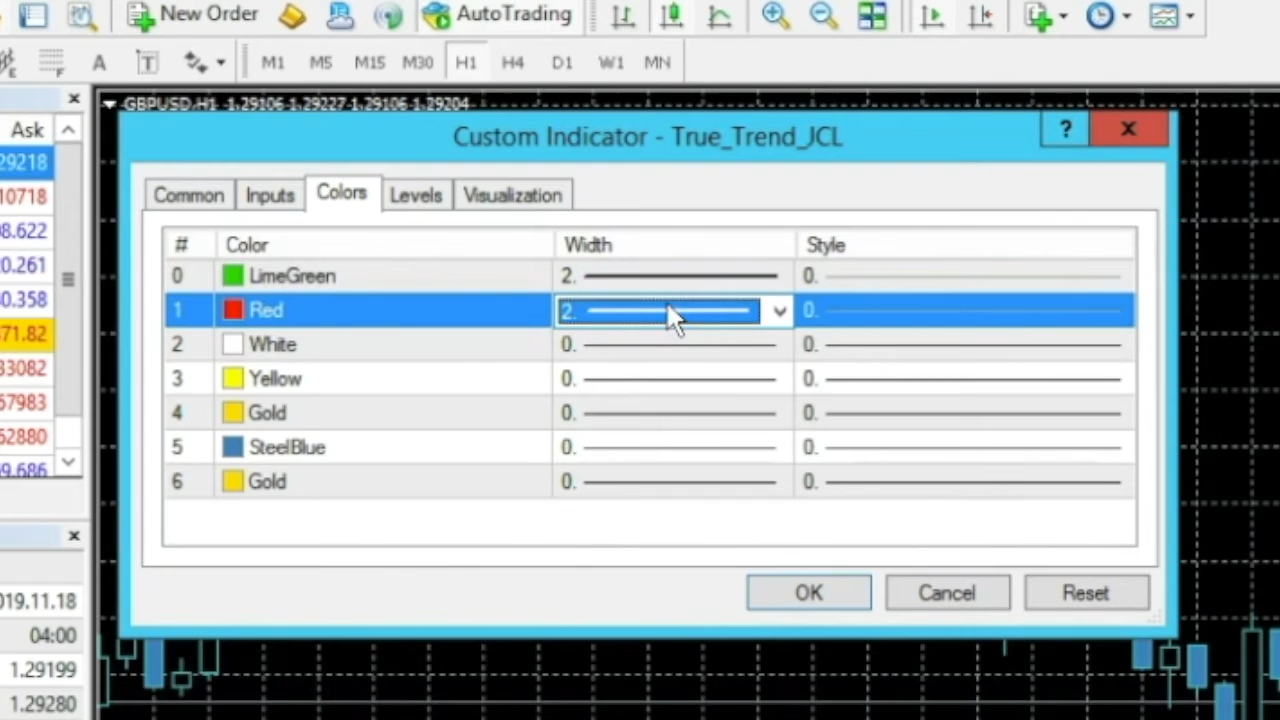 New Order AutoTrading
E F A T M1 M5 M15 M30 H1 H4 D1 W1 MN
GBPUSD,H1 1.29106 1.29227 1.29106 1.29204
Custom Indicator - True_Trend_JCL ?
Ask
29218
10718
8.622
0.261
0.358
71.82
33082
57983
52880
9.686
Common Inputs Colors Levels Visualization
# Color Width Style
0 LimeGreen 2. 0.
1 Red 2. 0.
2 White 0. 0.
3 Yellow 0. 0.
4 Gold 0. 0.
5 SteelBlue 0. 0.
6 Gold 0. 0.
OK Cancel Reset
019.11.18
04:00
1.29199
1.29280